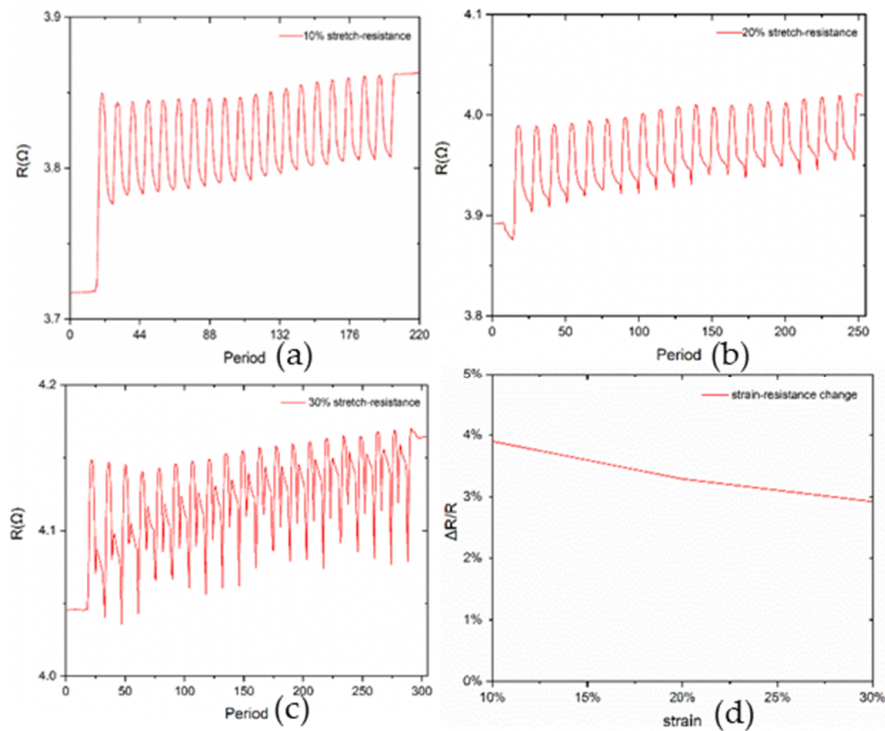 3.9
10% stretch-resistance
R(Ω)
3.8
3.7
0 44 88 132 176 220
Period (a)
4.1
20% stretch-resistance
R(Ω)
4.0
3.9
3.8
0 50 100 150 200 250
Period (b)
4.2
30% stretch-resistance
R(Ω)
4.1
4.0
0 50 100 150 200 250 300
Period (c)
5%
strain-resistance change
4%
ΔR/R
3%
2%
1%
0%
10% 15% 20% 25% 30%
strain (d)